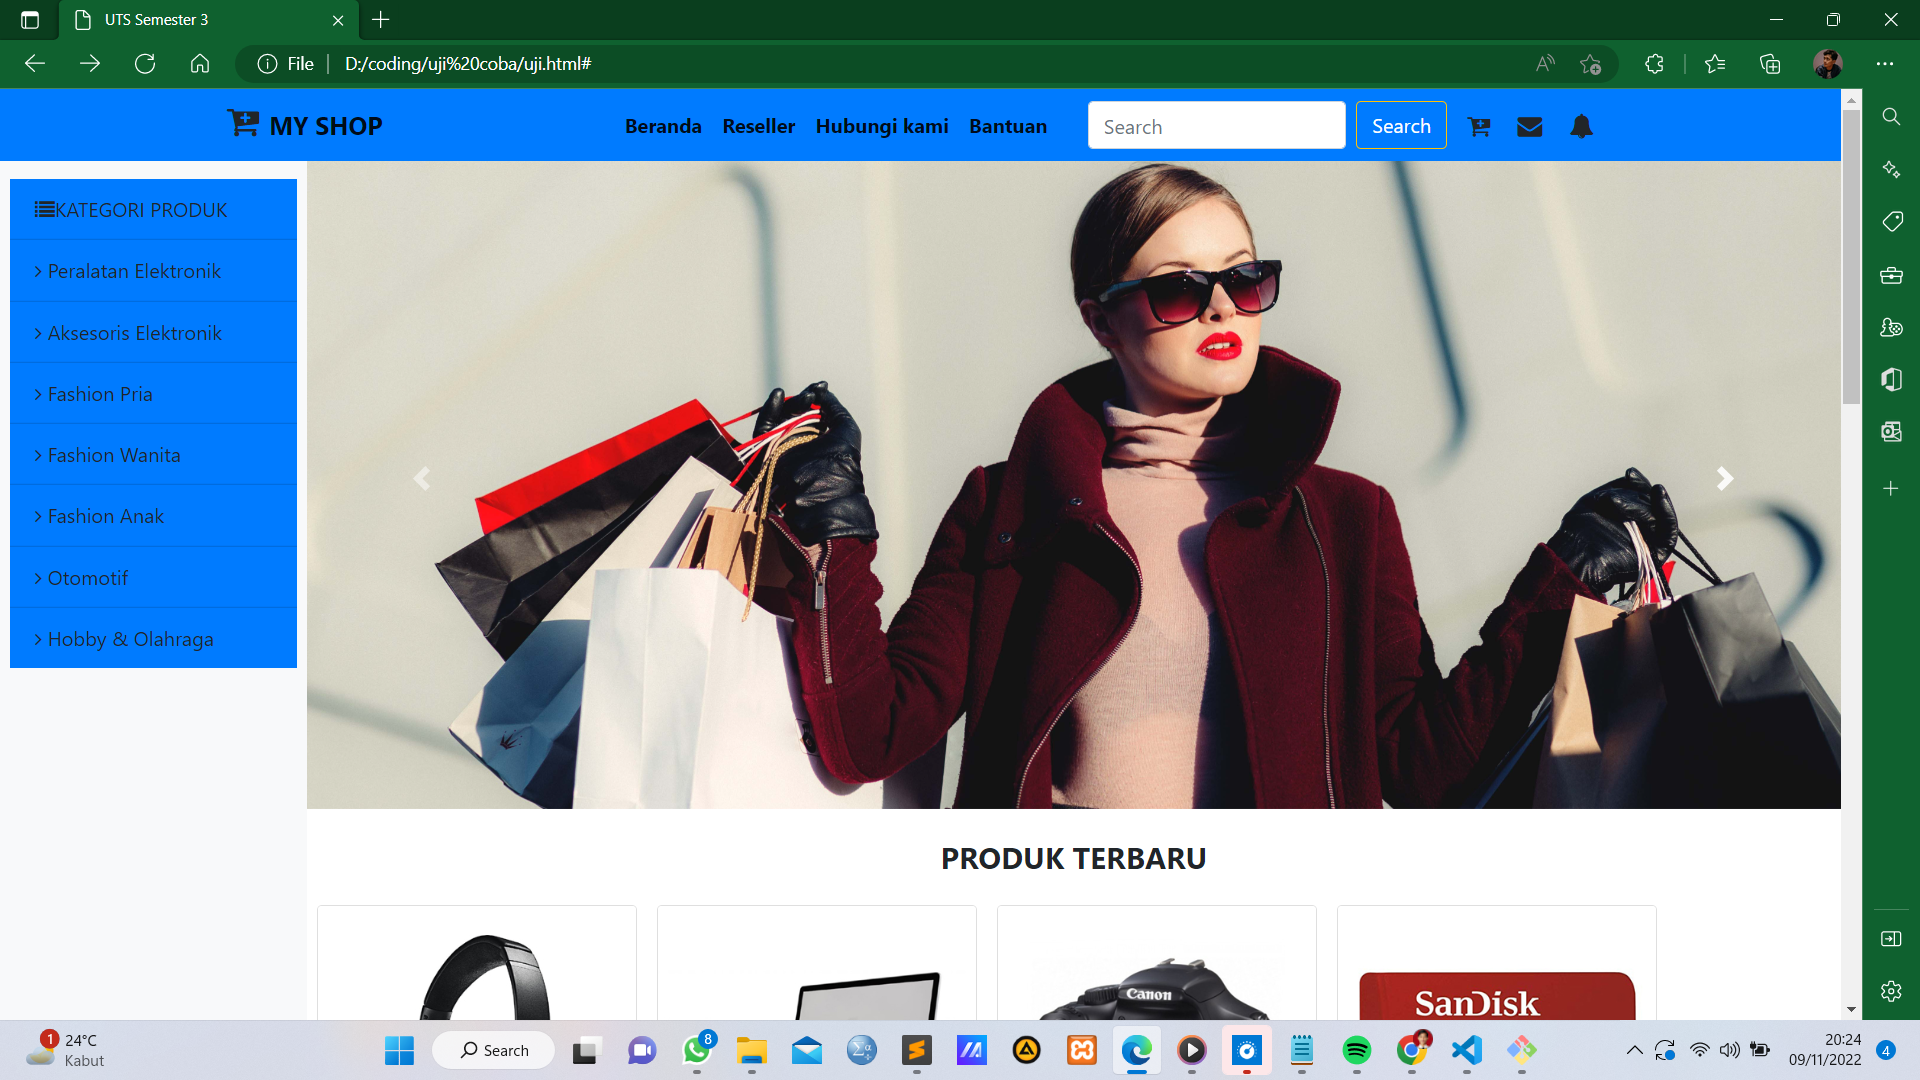 UTS Semester 3
File
D:/coding/uji%20coba/uji.html#
MY SHOP
Beranda Reseller Hubungi kami Bantuan
Search
Search
KATEGORI PRODUK
> Peralatan Elektronik
> Aksesoris Elektronik
> Fashion Pria
> Fashion Wanita
> Fashion Anak
> Otomotif
> Hobby & Olahraga
PRODUK TERBARU
Canon
SanDisk
1
24°C
Kabut
Search
8
20:24
09/11/2022
4